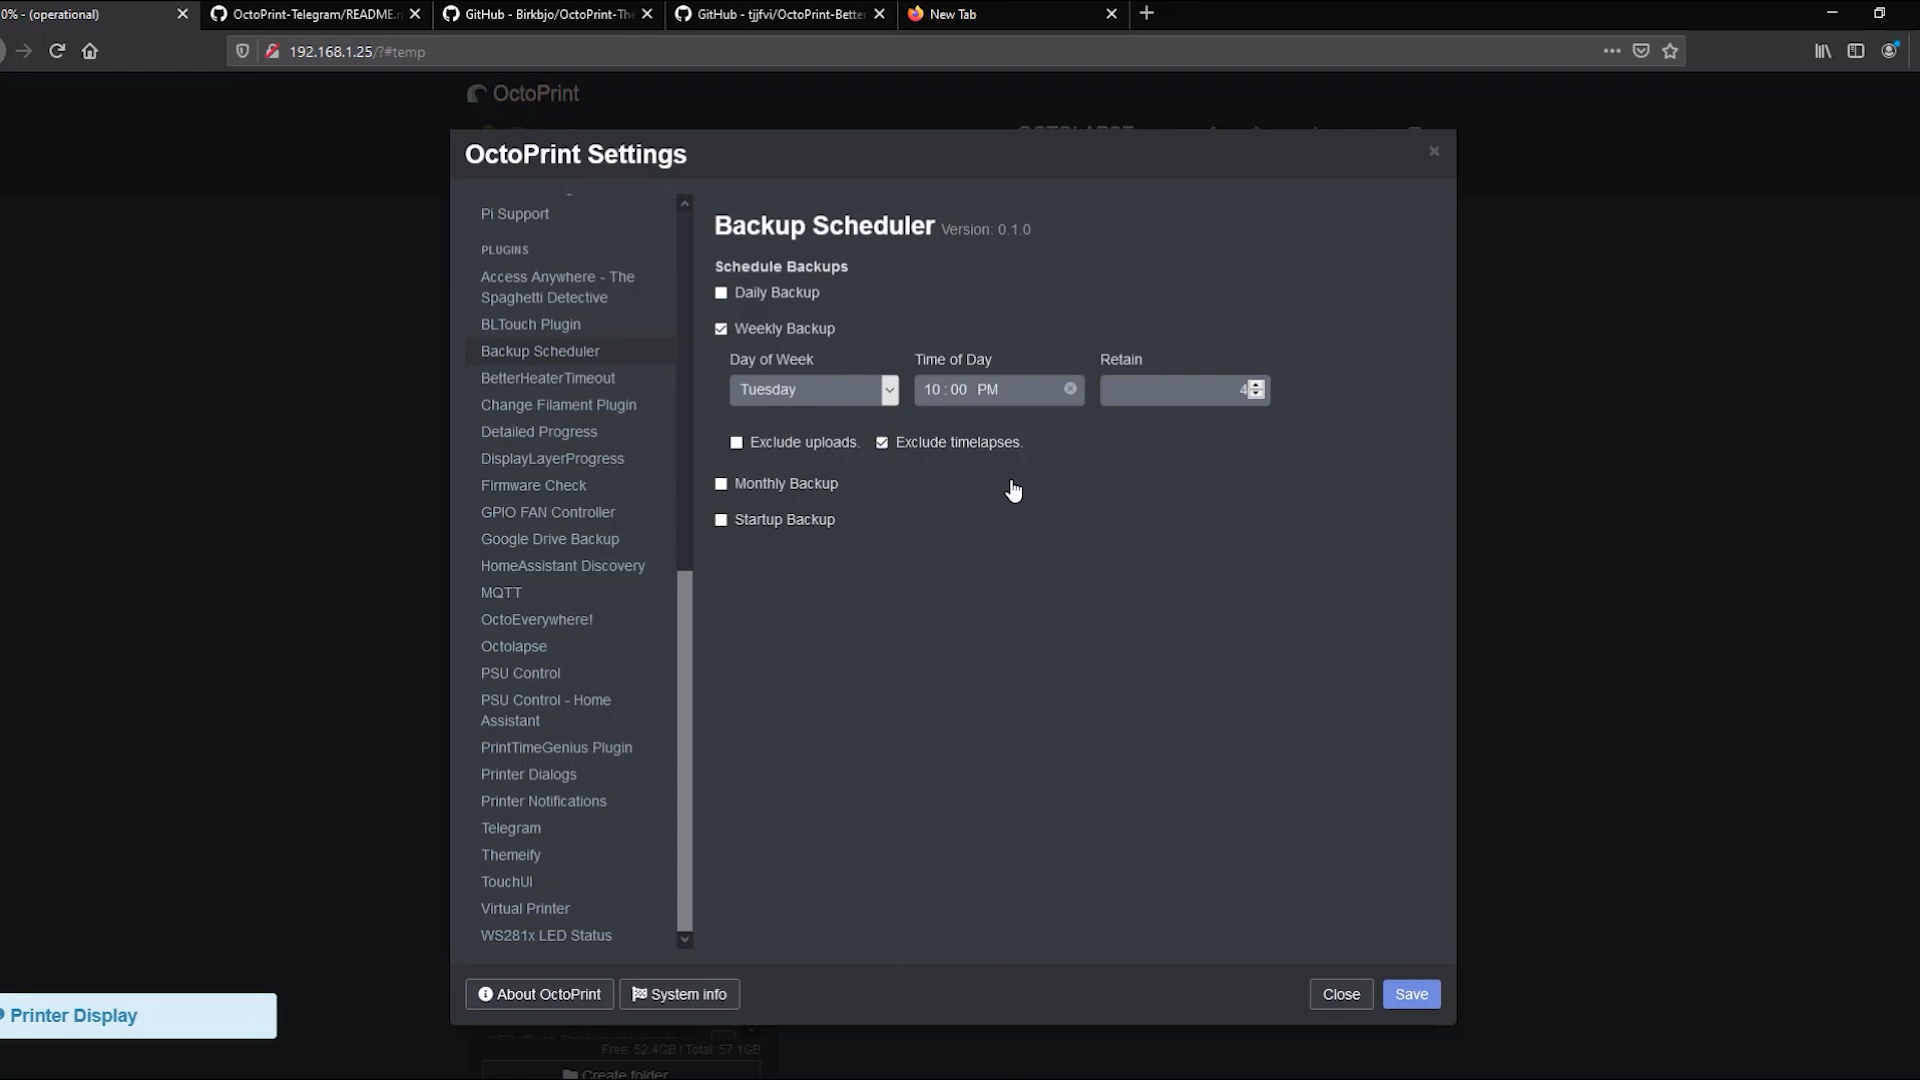 0% - (operational)
OctoPrint-Telegram/README.
GitHub - Birkbjo/OctoPrint-The
GitHub - tjjfvi/OctoPrint-Better
New Tab
192.168.1.25/?#temp
OctoPrint
OCTOLAPSE
OctoPrint Settings
Pi Support
PLUGINS
Access Anywhere - The
Spaghetti Detective
BLTouch Plugin
Backup Scheduler
BetterHeaterTimeout
Change Filament Plugin
Detailed Progress
DisplayLayerProgress
Firmware Check
GPIO FAN Controller
Google Drive Backup
HomeAssistant Discovery
MQTT
OctoEverywhere!
Octolapse
PSU Control
PSU Control - Home
Assistant
PrintTimeGenius Plugin
Printer Dialogs
Printer Notifications
Telegram
Themeify
TouchUI
Virtual Printer
WS281x LED Status
Backup Scheduler Version: 0.1.0
Schedule Backups
Daily Backup
Weekly Backup
Day of Week Time of Day Retain
Tuesday 10:00 PM 4
Exclude uploads. Exclude timelapses.
Monthly Backup
Startup Backup
About OctoPrint System info Close Save
Printer Display
Free: 52.4GB / Total: 57.1GB
Create folder